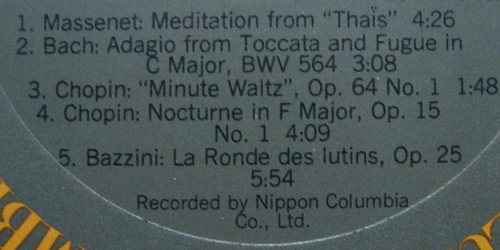 1. Massenet: Meditation from "Thaïs" 4:26
2. Bach: Adagio from Toccata and Fugue in
C Major, BWV 564 3:08
3. Chopin: "Minute Waltz", Op. 64 No. 1 1:48
4. Chopin: Nocturne in F Major, Op. 15
No. 1 4:09
5. Bazzini: La Ronde des lutins, Op. 25
5:54
Recorded by Nippon Columbia
Co., Ltd.